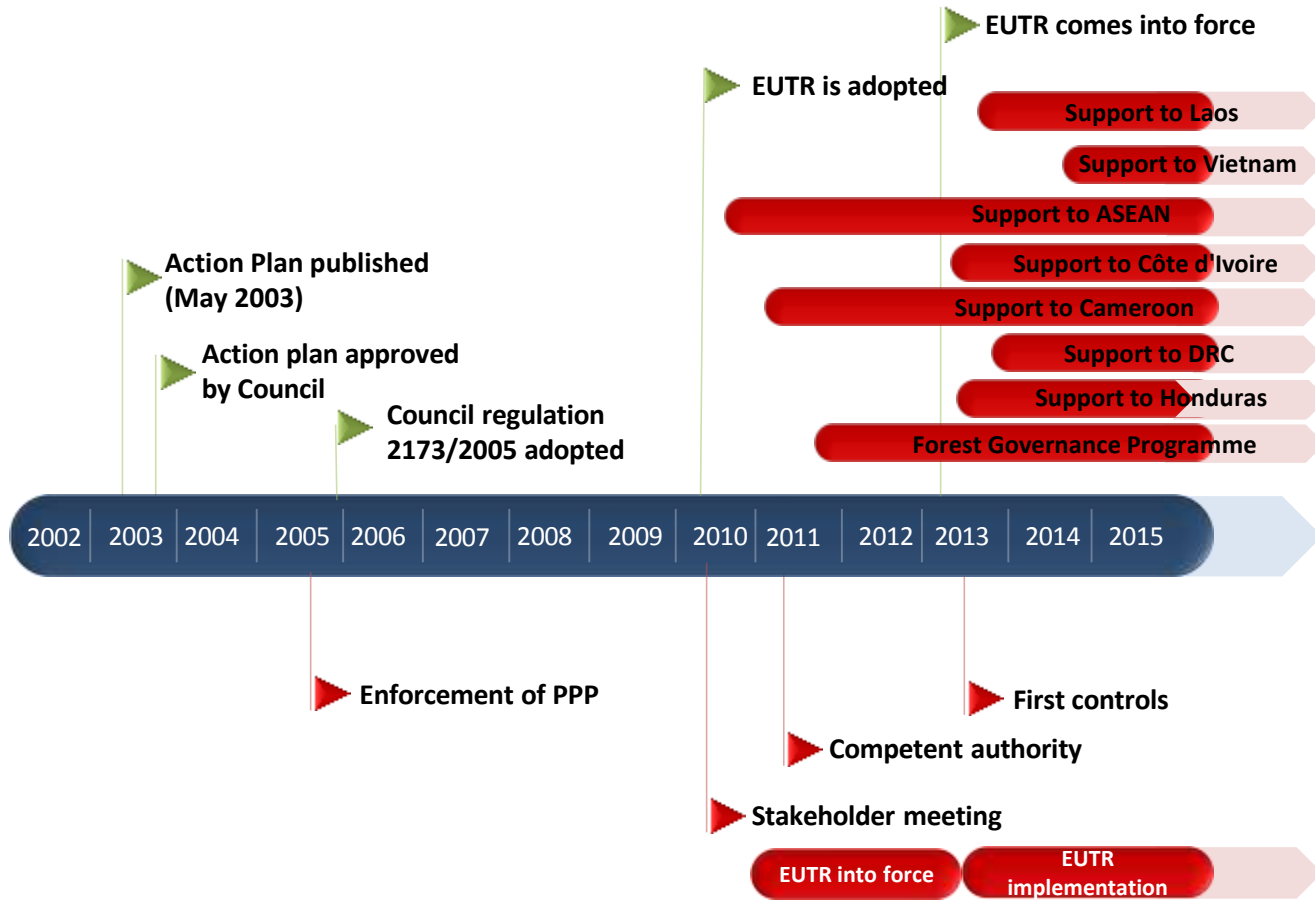 EUTR comes into force
EUTR is adopted
Support to Laos
Support to Vietnam
Support to ASEAN
Action Plan published
(May 2003)
Support to Côte d'Ivoire
Support to Cameroon
Action plan approved
by Council
Support to DRC
Support to Honduras
Council regulation
2173/2005 adopted
Forest Governance Programme
2002 2003 2004 2005 2006 2007 2008 2009 2010 2011 2012 2013 2014 2015
Enforcement of PPP
First controls
Competent authority
Stakeholder meeting
EUTR into force
EUTR
implementation